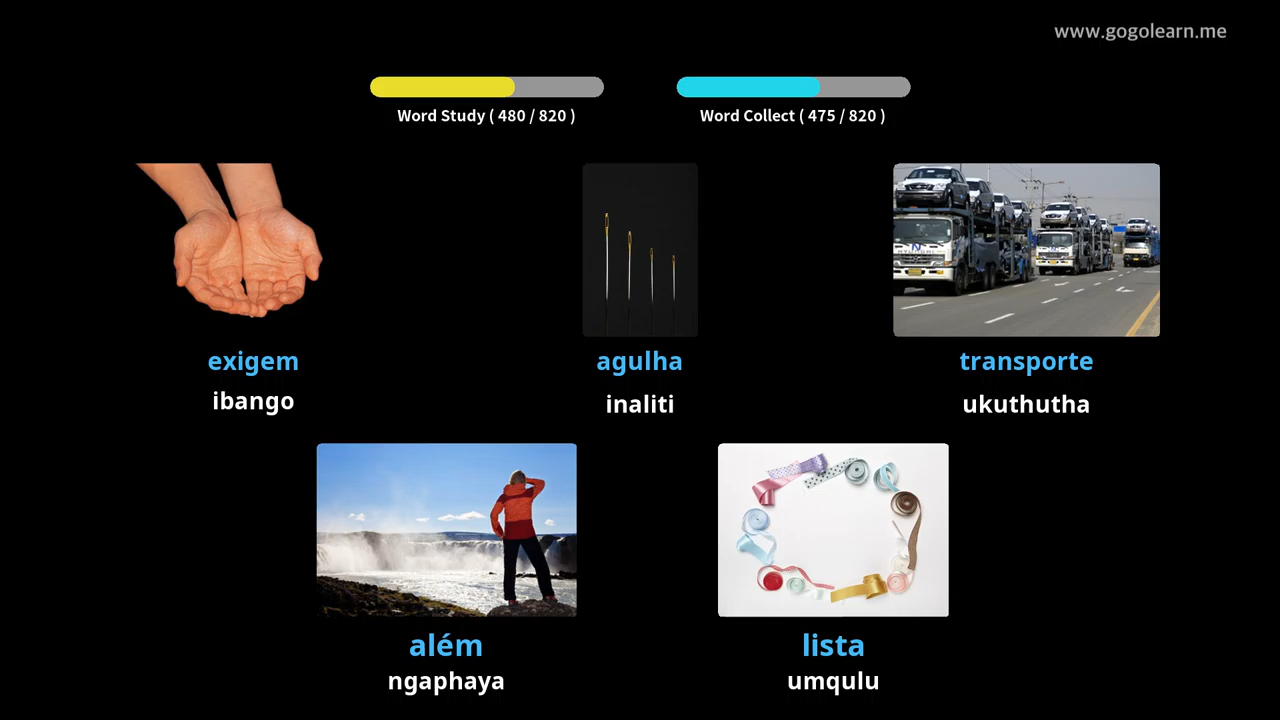 www.gogolearn.me
Word Study ( 480 / 820 )
Word Collect ( 475 / 820 )
exigem
ibango
agulha
inaliti
transporte
ukuthutha
além
ngaphaya
lista
umqulu